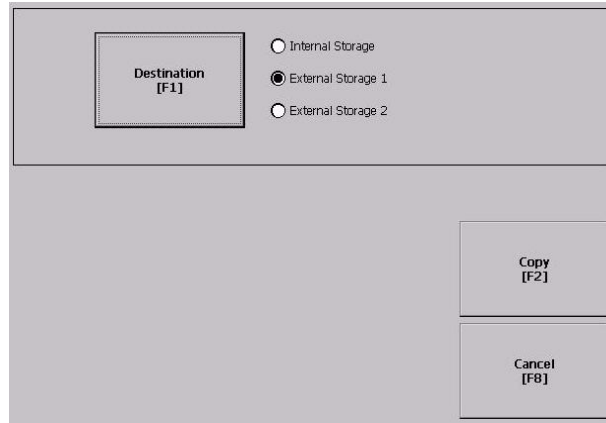 Destination
[F1]
Internal Storage
External Storage 1
External Storage 2
Copy
[F2]
Cancel
[F8]